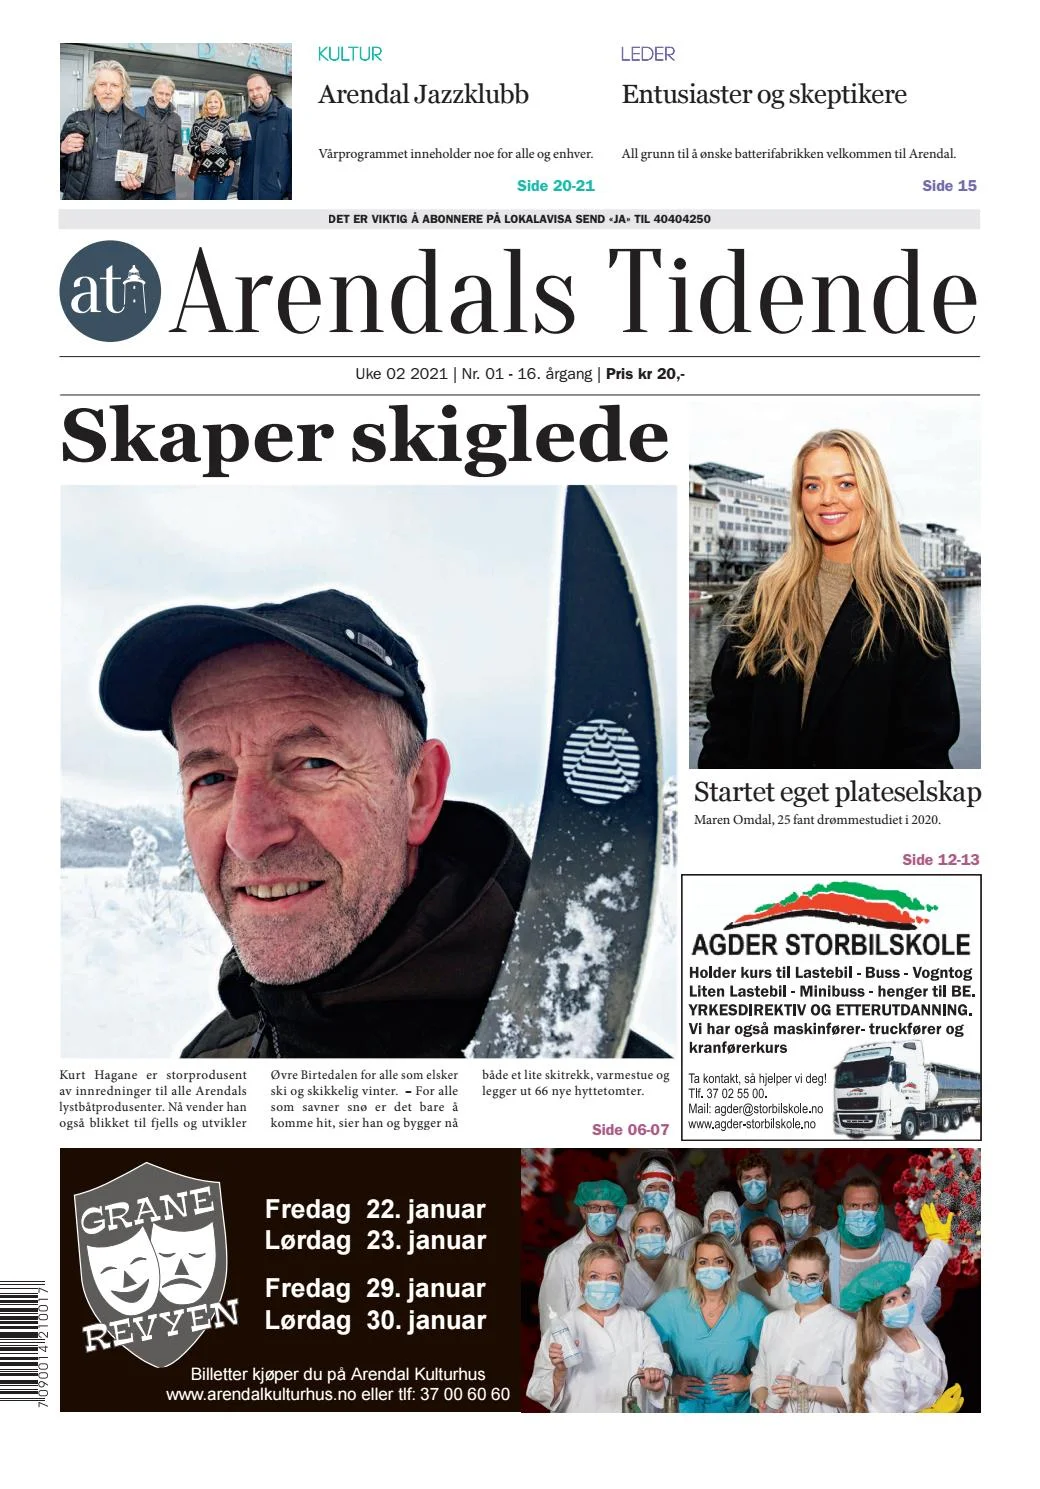 KULTUR
Arendal Jazzklubb
Vårprogrammet inneholder noe for alle og enhver.
Side 20-21
LEDER
Entusiaster og skeptikere
All grunn til å ønske batterifabrikken velkommen til Arendal.
Side 15
DET ER VIKTIG Å ABONNERE PÅ LOKALAVISA SEND «JA» TIL 40404250
at
Arendals Tidende
Uke 02 2021 | Nr. 01 - 16. årgang | Pris kr 20,-
Skaper skiglede
Kurt Hagane er storprodusent
av innredninger til alle Arendals
lystbåtprodusenter. Nå vender han
også blikket til fjells og utvikler
Øvre Birtedalen for alle som elsker
ski og skikkelig vinter. – For alle
som savner snø er det bare å
komme hit, sier han og bygger nå
både et lite skitrekk, varmestue og
legger ut 66 nye hyttetomter.
Side 06-07
Startet eget plateselskap
Maren Omdal, 25 fant drømmestudiet i 2020.
Side 12-13
AGDER STORBILSKOLE
Holder kurs til Lastebil - Buss - Vogntog
Liten Lastebil - Minibuss - henger til BE.
YRKESDIREKTIV OG ETTERUTDANNING.
Vi har også maskinfører- truckfører og
kranførerkurs
Ta kontakt, så hjelper vi deg!
Tlf. 37 02 55 00.
Mail: agder@storbilskole.no
www.agder-storbilskole.no
GRANE
REVYEN
Fredag 22. januar
Lørdag 23. januar
Fredag 29. januar
Lørdag 30. januar
Billetter kjøper du på Arendal Kulturhus
www.arendalkulturhus.no eller tlf: 37 00 60 60
7 090014 210017